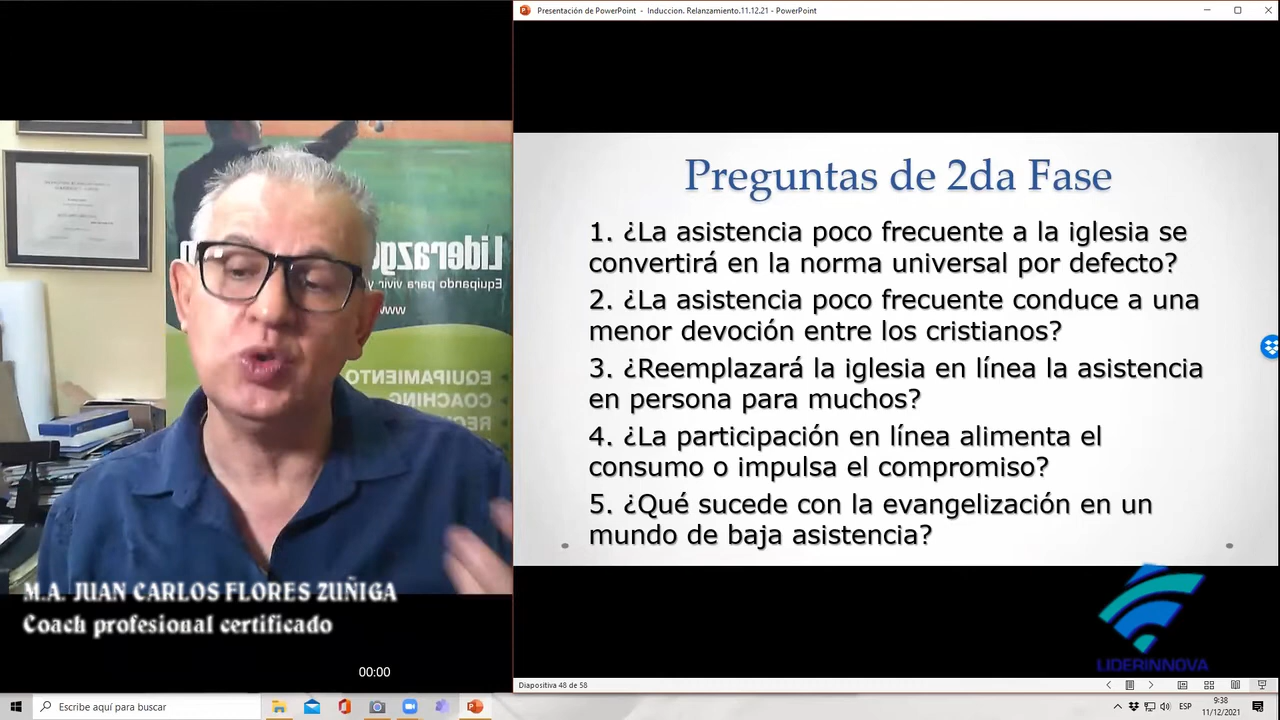 Presentación de PowerPoint - Induccion. Relanzamiento.11.12.21 - PowerPoint
Preguntas de 2da Fase
1. ¿La asistencia poco frecuente a la iglesia se
convertirá en la norma universal por defecto?
2. ¿La asistencia poco frecuente conduce a una
menor devoción entre los cristianos?
3. ¿Reemplazará la iglesia en línea la asistencia
en persona para muchos?
4. ¿La participación en línea alimenta el
consumo o impulsa el compromiso?
5. ¿Qué sucede con la evangelización en un
mundo de baja asistencia?
Equipando para vivir y
EQUIPAMIENTO
COACHING
M.A. JUAN CARLOS FLORES ZUÑIGA
Coach profesional certificado
00:00
LIDERINNOVA
Diapositiva 48 de 58
Escribe aquí para buscar
ESP
9:38
11/12/2021